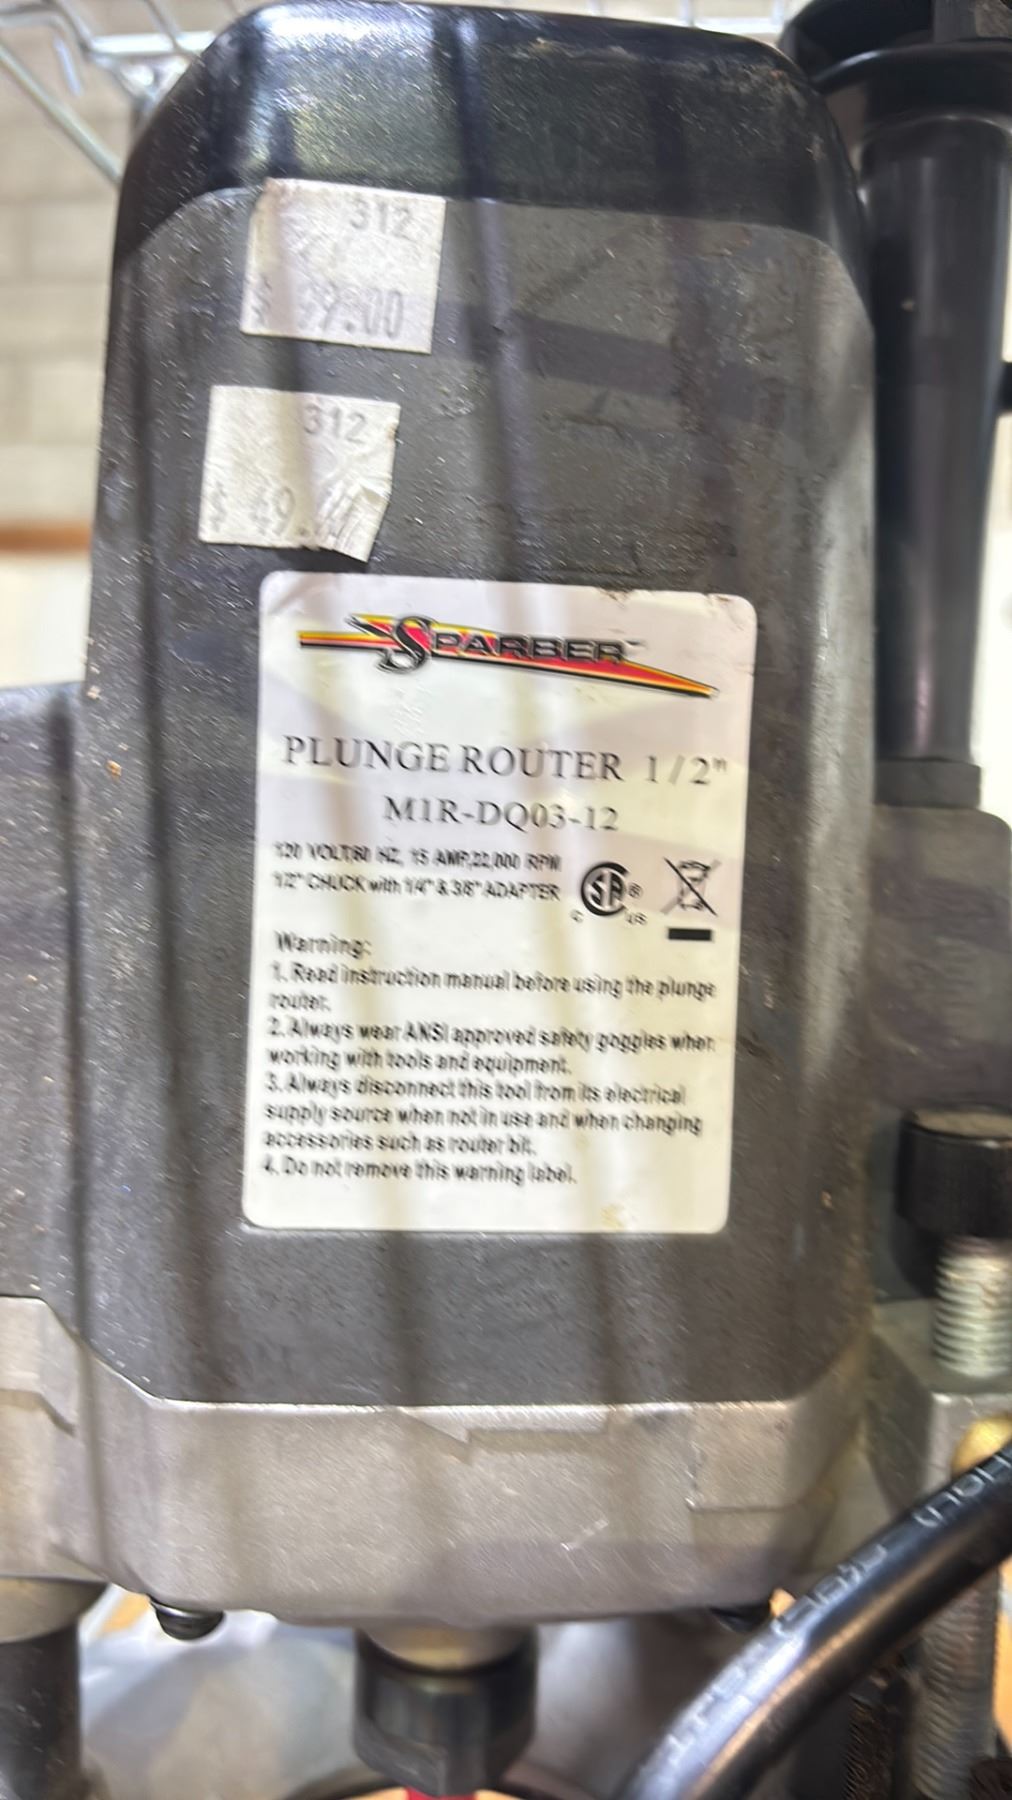 312
312
$ 49.
SPARBER™
PLUNGE ROUTER 1/2"
M1R-DQ03-12
120 VOLT/60 HZ, 15 AMP,22,000 RPM
1/2" CHUCK with 1/4" & 3/8" ADAPTER
C SP ® US
Warning:
1. Read instruction manual before using the plunge
router.
2. Always wear ANSI approved safety goggles when
working with tools and equipment.
3. Always disconnect this tool from its electrical
supply source when not in use and when changing
accessories such as router bit.
4. Do not remove this warning label.